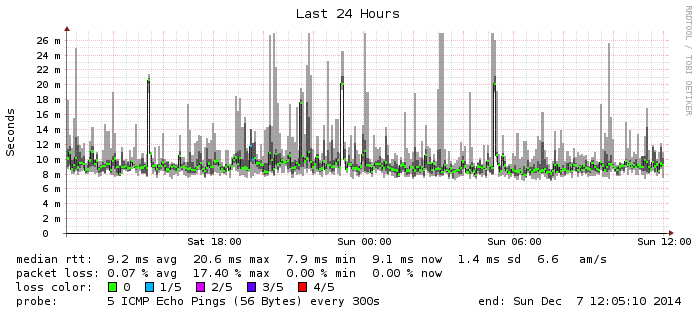 Last 24 Hours
RRDTOOL / TOBI OETIKER
Seconds
26 m
24 m
22 m
20 m
18 m
16 m
14 m
12 m
10 m
8 m
6 m
4 m
2 m
0
Sat 18:00 Sun 00:00 Sun 06:00 Sun 12:00
median rtt: 9.2 ms avg 20.6 ms max 7.9 ms min 9.1 ms now 1.4 ms sd 6.6 am/s
packet loss: 0.07 % avg 17.40 % max 0.00 % min 0.00 % now
loss color: 0 1/5 2/5 3/5 4/5
probe: 5 ICMP Echo Pings (56 Bytes) every 300s end: Sun Dec 7 12:05:10 2014